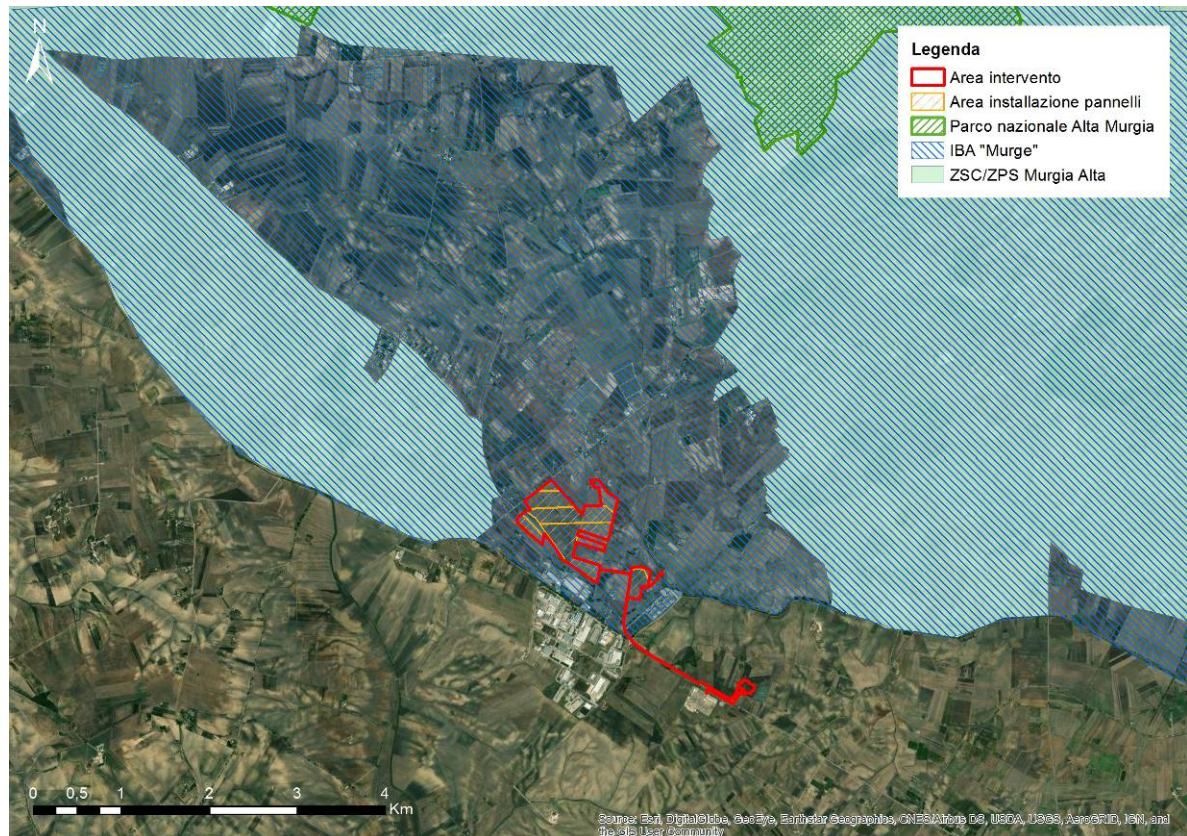 N
Legenda
Area intervento
Area installazione pannelli
Parco nazionale Alta Murgia
IBA "Murge"
ZSC/ZPS Murgia Alta
0 0,5 1 2 3 4
Km
Source: Esri, DigitalGlobe, GeoEye, Earthstar Geographics, CNES/Airbus DS, USDA, USGS, AeroGRID, IGN, and
the GIS User Community